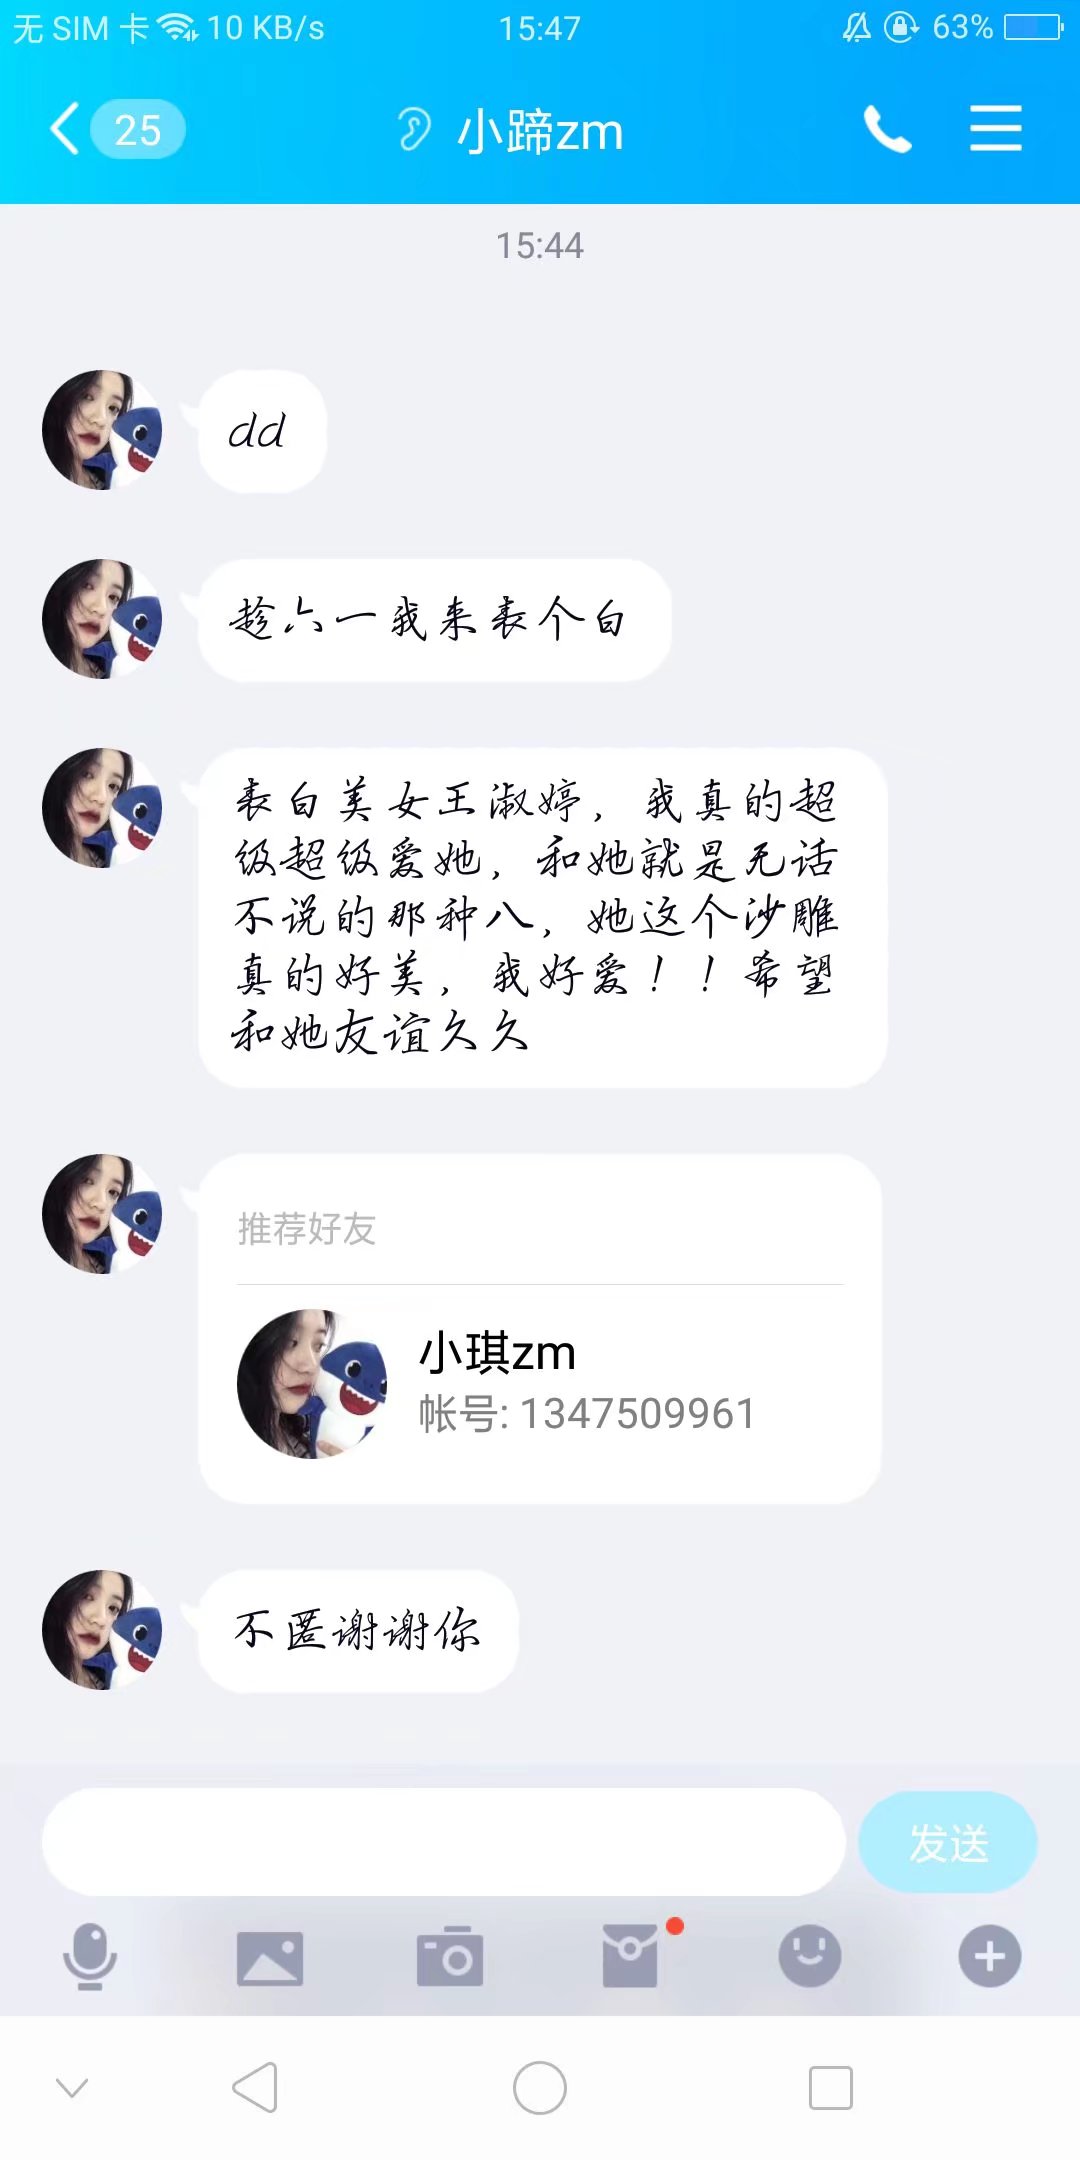 无 SIM 卡 10 KB/s 15:47 63%
25 小蹄zm
15:44
dd
趁六一我来表个白
表白美女王淑婷，我真的超
级超级爱她，和她就是无话
不说的那种八，她这个沙雕
真的好美，我好爱！！希望
和她友谊久久
推荐好友
小琪zm
帐号: 1347509961
不匿谢谢你
发送